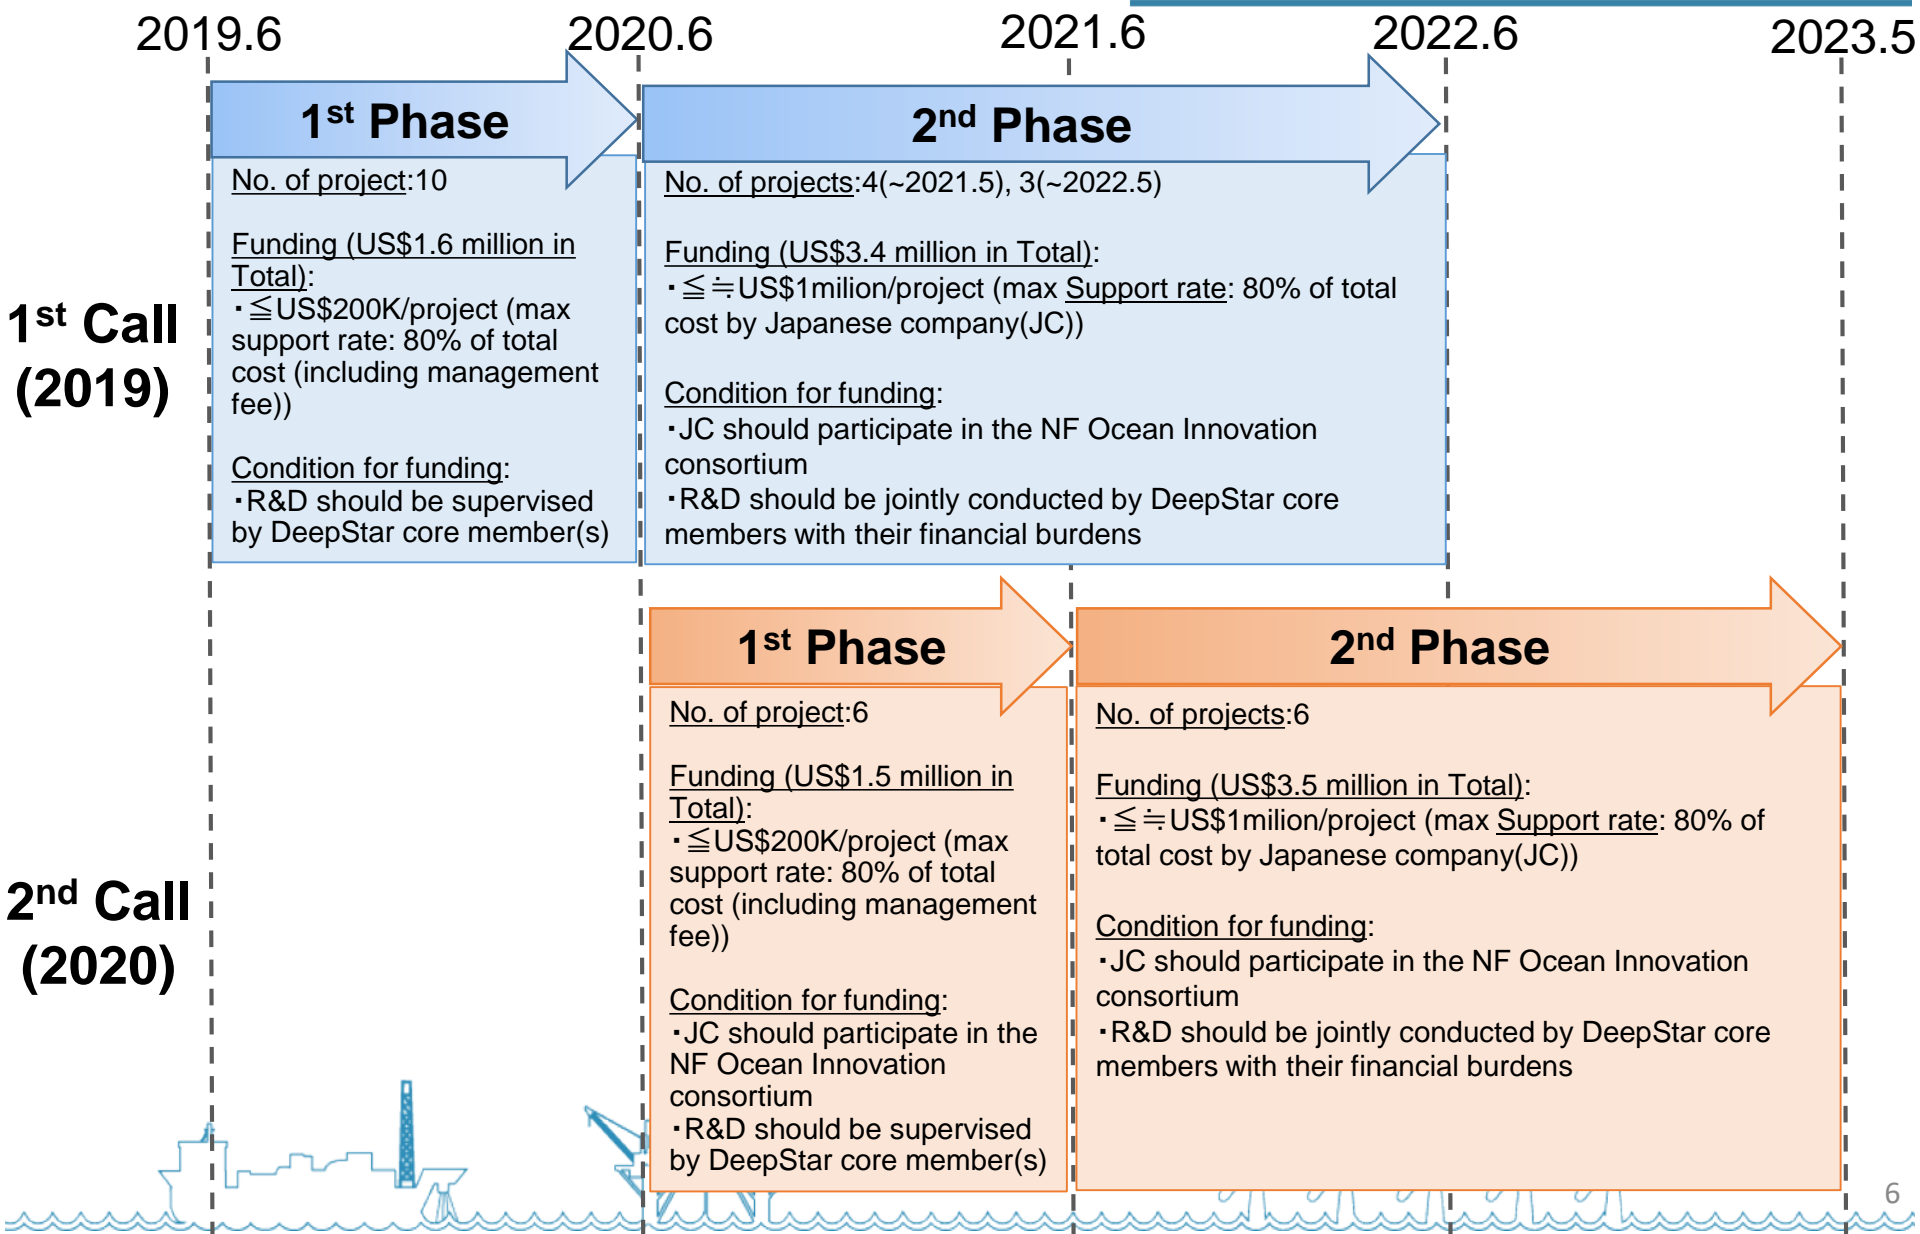 2019.6
2020.6
2021.6
2022.6
2023.5
1st Call
(2019)
1st Phase
No. of project:10
Funding (US$1.6 million in
Total):
・≦US$200K/project (max
support rate: 80% of total
cost (including management
fee))
Condition for funding:
・R&D should be supervised
by DeepStar core member(s)
2nd Phase
No. of projects:4(~2021.5), 3(~2022.5)
Funding (US$3.4 million in Total):
・≦≒US$1milion/project (max Support rate: 80% of total
cost by Japanese company(JC))
Condition for funding:
・JC should participate in the NF Ocean Innovation
consortium
・R&D should be jointly conducted by DeepStar core
members with their financial burdens
2nd Call
(2020)
1st Phase
No. of project:6
Funding (US$1.5 million in
Total):
・≦US$200K/project (max
support rate: 80% of total
cost (including management
fee))
Condition for funding:
・JC should participate in the
NF Ocean Innovation
consortium
・R&D should be supervised
by DeepStar core member(s)
2nd Phase
No. of projects:6
Funding (US$3.5 million in Total):
・≦≒US$1milion/project (max Support rate: 80% of
total cost by Japanese company(JC))
Condition for funding:
・JC should participate in the NF Ocean Innovation
consortium
・R&D should be jointly conducted by DeepStar core
members with their financial burdens
6